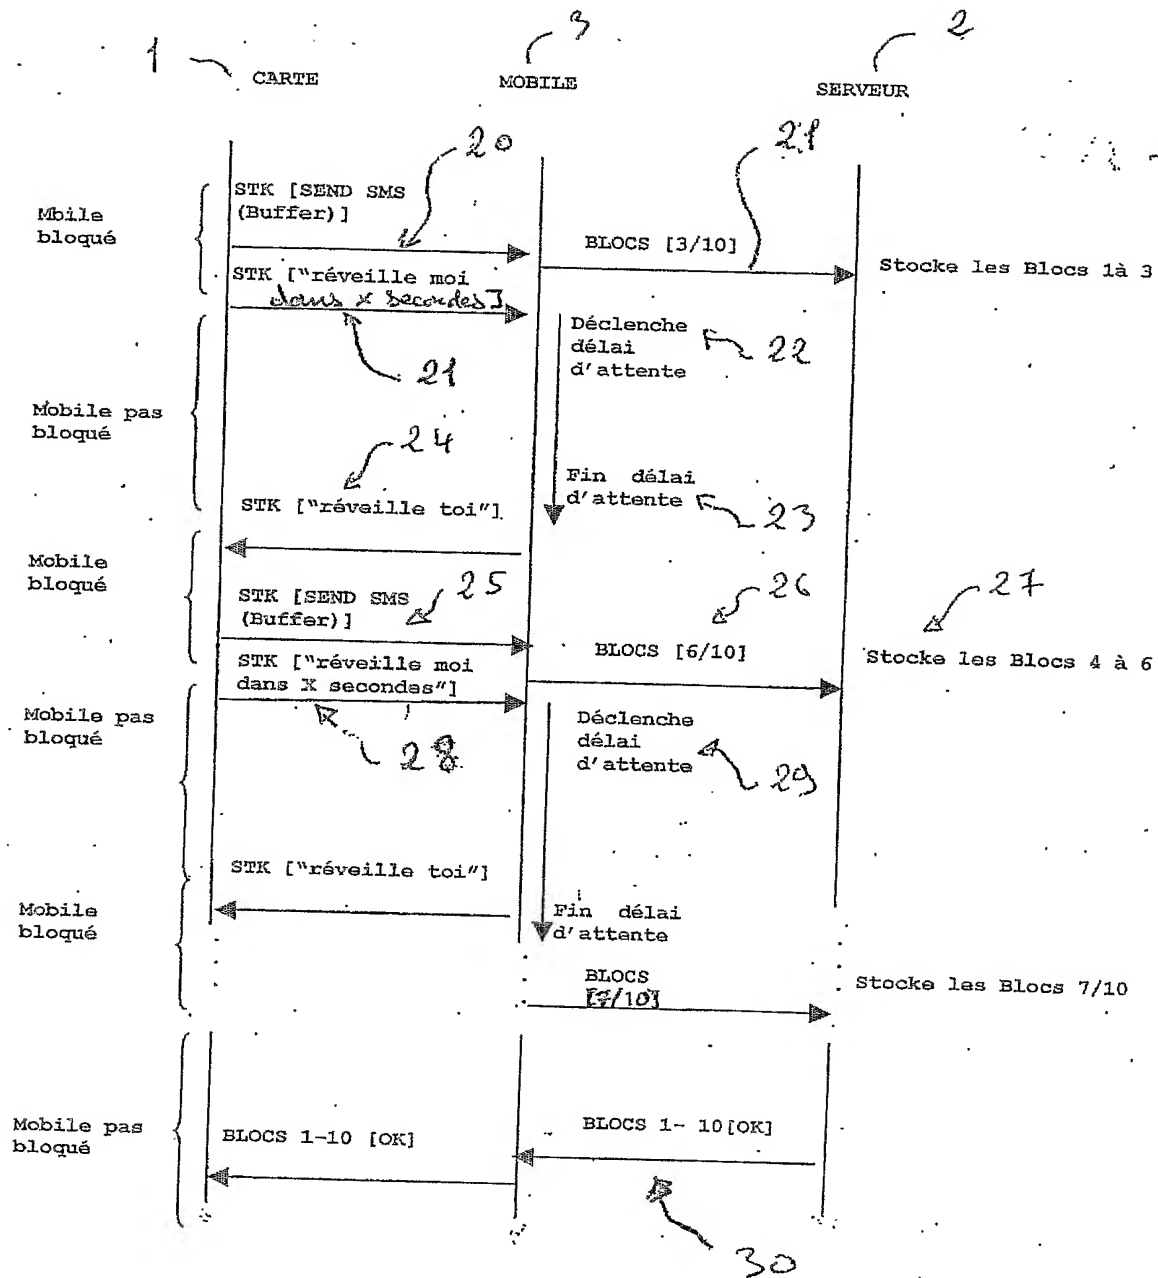 1
3
2
CARTE
MOBILE
SERVEUR
20
21
STK [SEND SMS
(Buffer)]
Mbile
bloqué
BLOCS [3/10]
Stocke les Blocs 1à 3
STK ["réveille moi
dans x secondes]
Déclenche
délai
d'attente
22
21
Mobile pas
bloqué
24
Fin délai
d'attente
23
STK ["réveille toi"]
Mobile
bloqué
25
26
27
STK [SEND SMS
(Buffer)]
BLOCS [6/10]
Stocke les Blocs 4 à 6
STK ["réveille moi
dans X secondes"]
Mobile pas
bloqué
Déclenche
délai
d'attente
28
29
STK ["réveille toi"]
Mobile
bloqué
Fin délai
d'attente
BLOCS
[7/10]
Stocke les Blocs 7/10
Mobile pas
bloqué
BLOCS 1-10 [OK]
BLOCS 1- 10[OK]
30